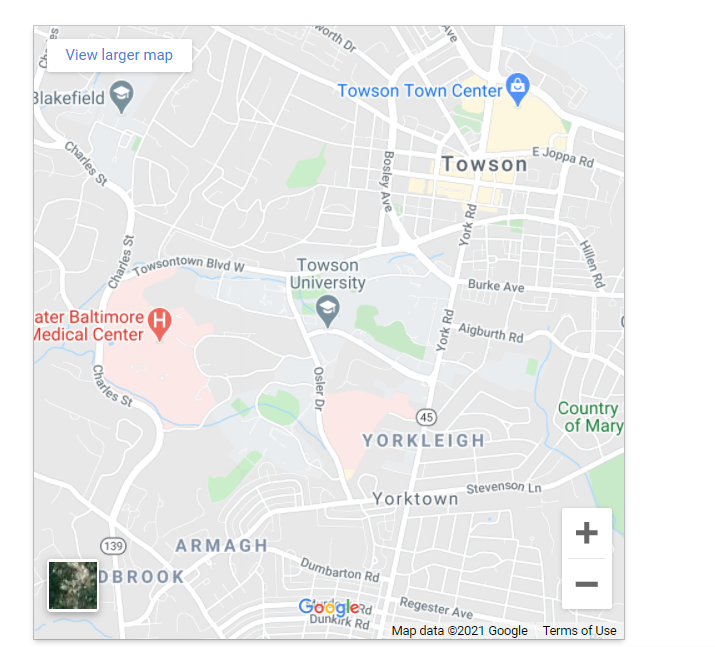 View larger map
Charles
worth Dr
Ave
Blakefield
Towson Town Center
Charles St
Bosley Ave
Towson
E Joppa Rd
York Rd
Hillen Rd
Charles St
Towsontown Blvd W
Towson
University
Burke Ave
ater Baltimore
Medical Center
H
York Rd
Aigburth Rd
Charles St
Osler Dr
45
Country
of Mary
YORKLEIGH
Yorktown
Stevenson Ln
139
ARMAGH
DBROOK
Dumbarton Rd
Google
Rd
Regester Ave
Dunkirk Rd
Map data ©2021 Google Terms of Use